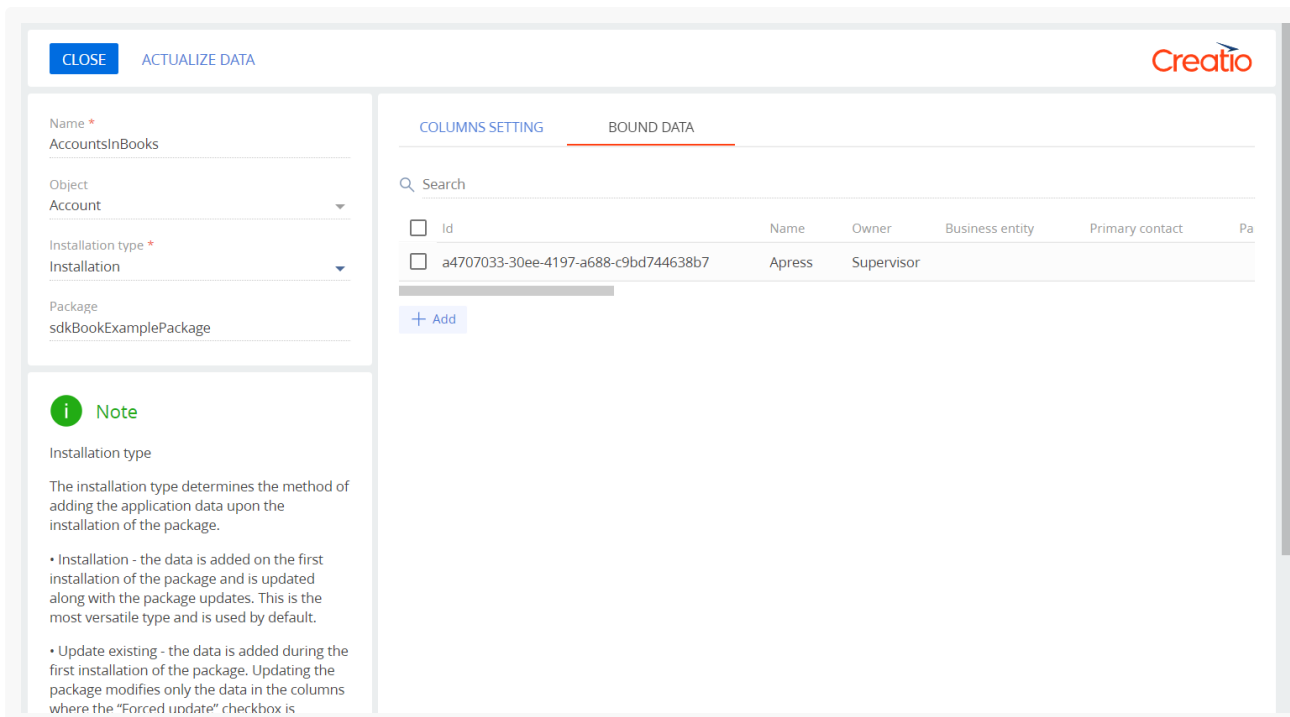 CLOSE
ACTUALIZE DATA
Creatio
Name *
AccountsInBooks
Object
Account
Installation type *
Installation
Package
sdkBookExamplePackage
Note
Installation type
The installation type determines the method of
adding the application data upon the
installation of the package.
• Installation - the data is added on the first
installation of the package and is updated
along with the package updates. This is the
most versatile type and is used by default.
• Update existing - the data is added during the
first installation of the package. Updating the
package modifies only the data in the columns
where the "Forced update" checkbox is
COLUMNS SETTING
BOUND DATA
Search
Id Name Owner Business entity Primary contact Pa
a4707033-30ee-4197-a688-c9bd744638b7 Apress Supervisor
+ Add